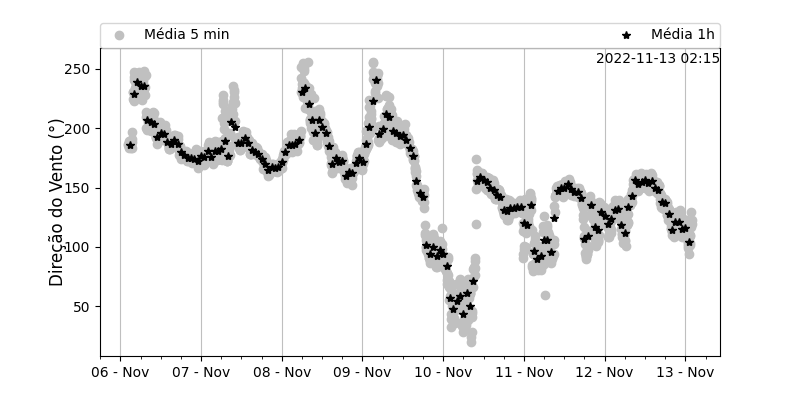 Média 5 min
Média 1h
2022-11-13 02:15
Direção do Vento (°)
250
200
150
100
50
06 - Nov
07 - Nov
08 - Nov
09 - Nov
10 - Nov
11 - Nov
12 - Nov
13 - Nov